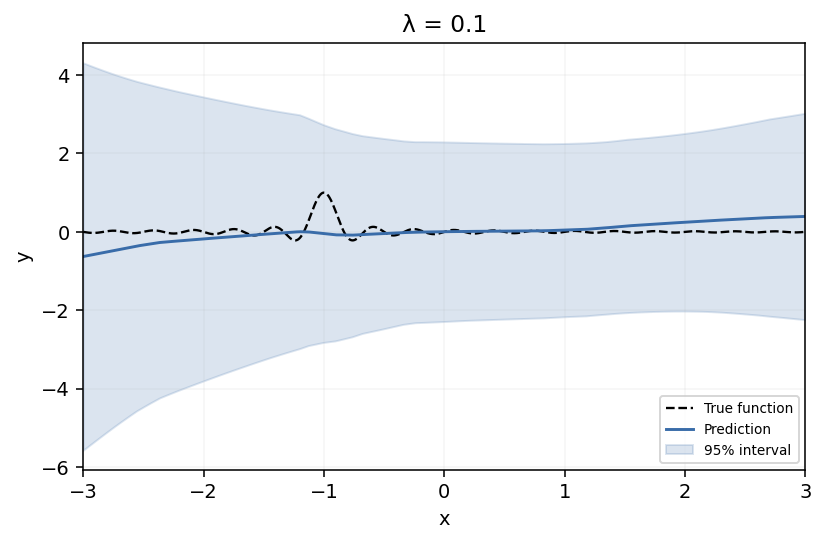 λ = 0.1
y
4
2
0
−2
−4
−6
−3
−2
−1
0
1
2
3
x
True function
Prediction
95% interval